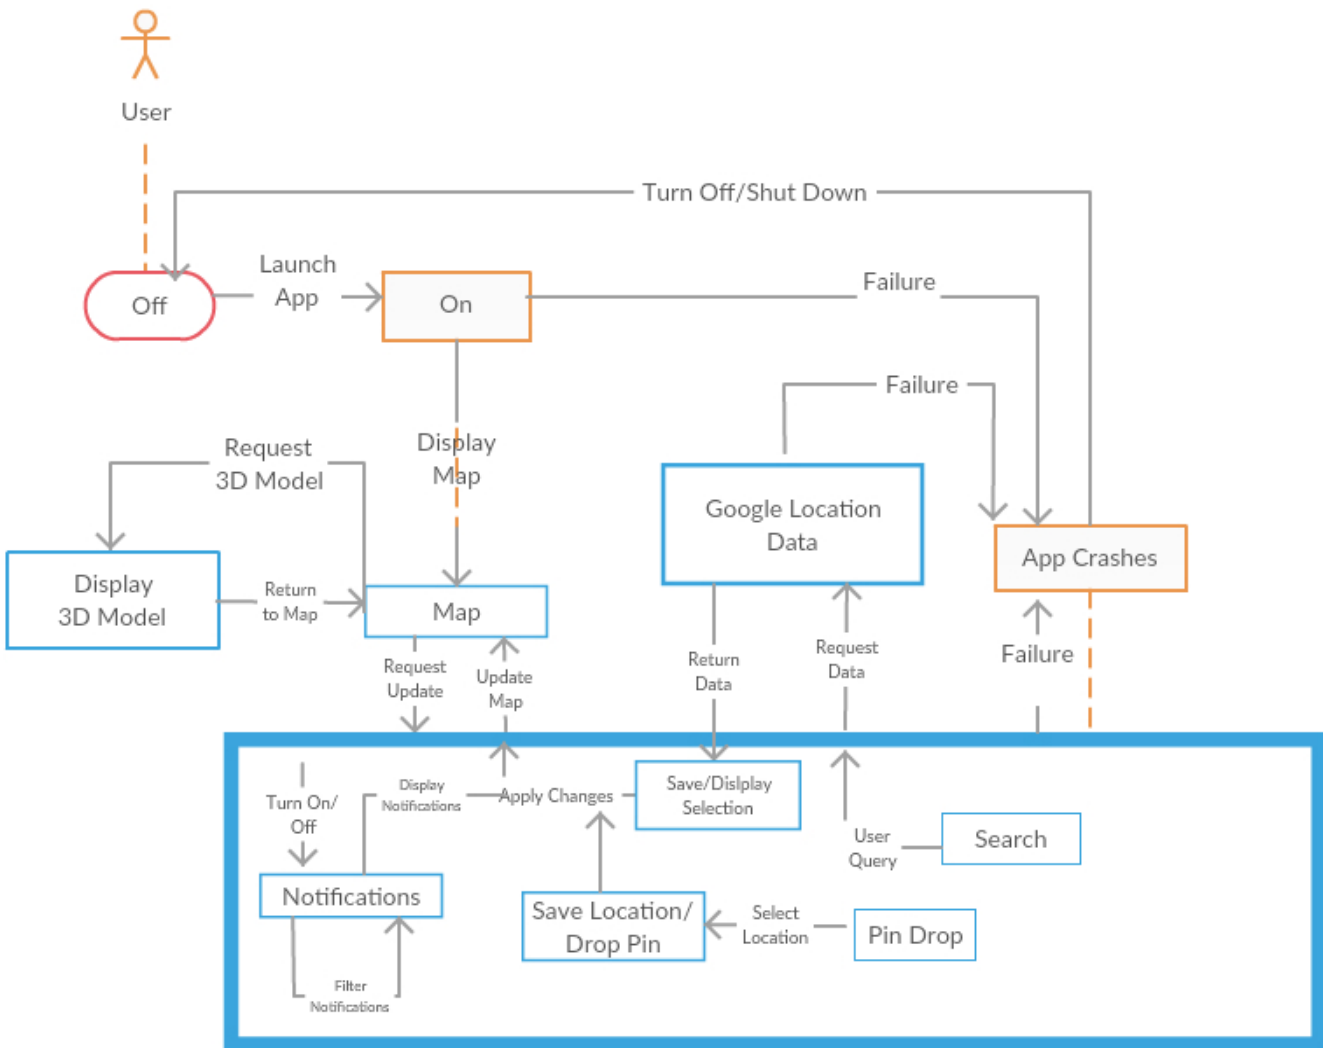 User
Turn Off/Shut Down
Launch
App
Off
On
Failure
Failure
Request
3D Model
Display
Map
Google Location
Data
App Crashes
Display
3D Model
Return
to Map
Map
Request
Update
Update
Map
Return
Data
Request
Data
Failure
Turn On/
Off
Display
Notifications
Apply Changes
Save/Dislplay
Selection
User
Query
Search
Notifications
Save Location/
Drop Pin
Select
Location
Pin Drop
Filter
Notifications